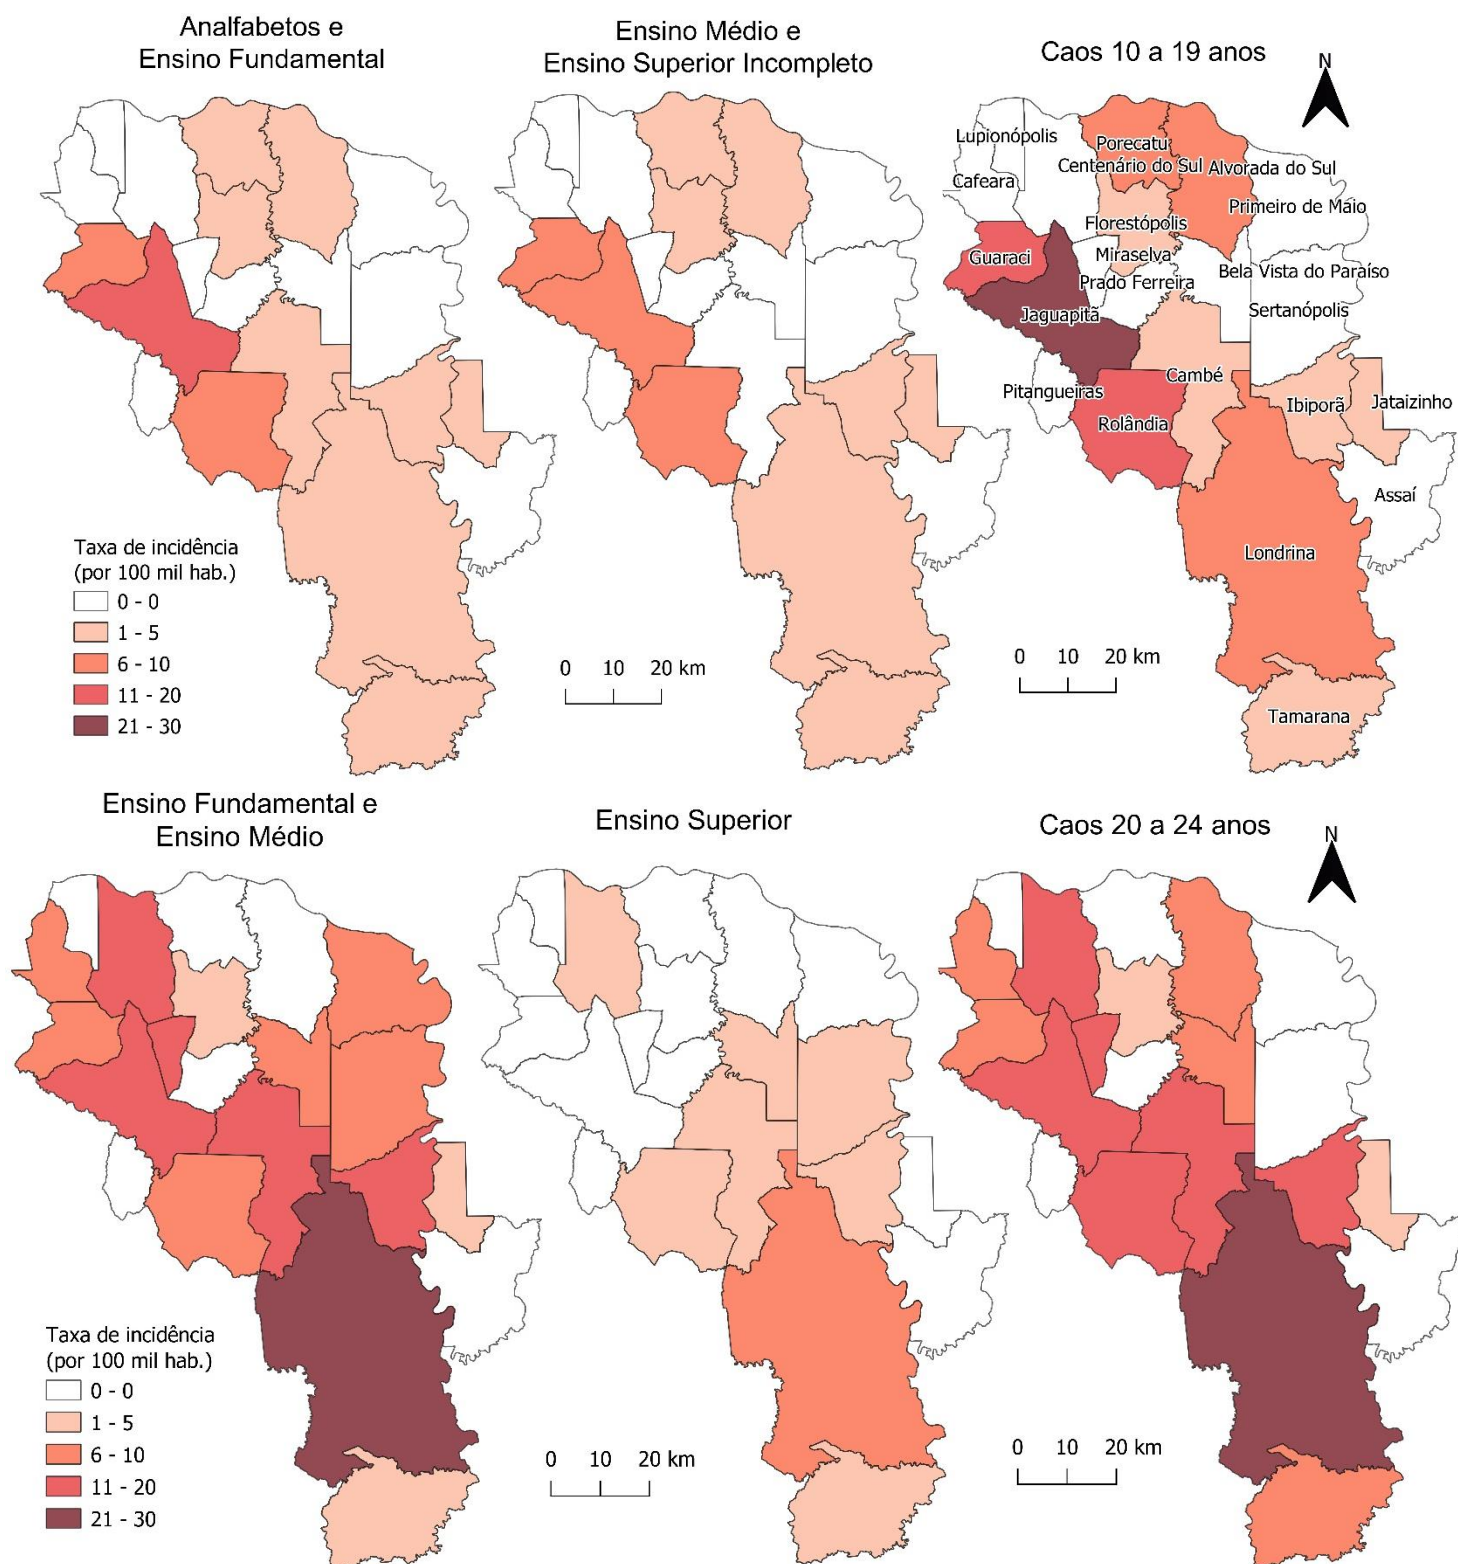 Analfabetos e
Ensino Fundamental
Ensino Médio e
Ensino Superior Incompleto
Caos 10 a 19 anos
N
Lupionópolis
Porecatu
Centenário do Sul
Alvorada do Sul
Cafeara
Primeiro de Maio
Florestópolis
Guaraci
Miraselva
Bela Vista do Paraíso
Prado Ferreira
Jaguapitã
Sertanópolis
Cambé
Pitangueiras
Ibiporã
Jataizinho
Rolândia
Assaí
Londrina
Tamarana
Taxa de incidência
(por 100 mil hab.)
0 - 0
1 - 5
6 - 10
11 - 20
21 - 30
0 10 20 km
0 10 20 km
Ensino Fundamental e
Ensino Médio
Ensino Superior
Caos 20 a 24 anos
N
Taxa de incidência
(por 100 mil hab.)
0 - 0
1 - 5
6 - 10
11 - 20
21 - 30
0 10 20 km
0 10 20 km